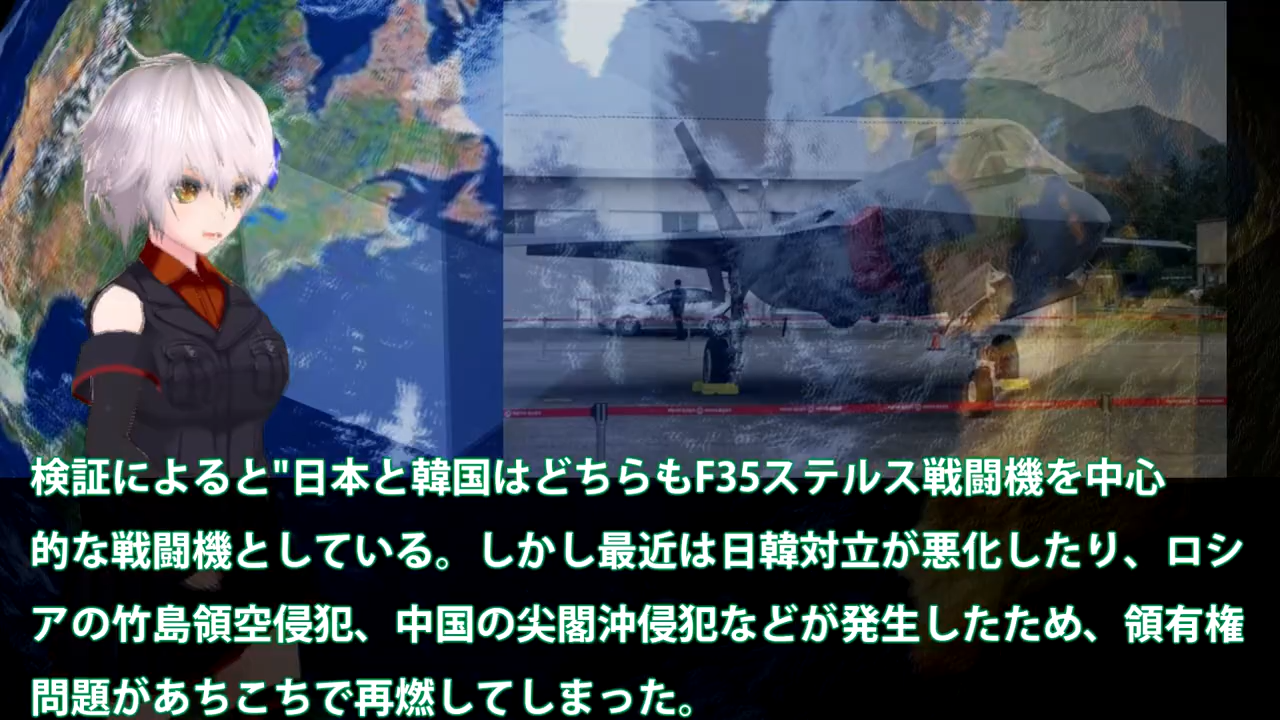 検証によると"日本と韓国はどちらもF35ステルス戦闘機を中心
的な戦闘機としている。しかし最近は日韓対立が悪化したり、ロシ
アの竹島領空侵犯、中国の尖閣沖侵犯などが発生したため、領有権
問題があちこちで再燃してしまった。